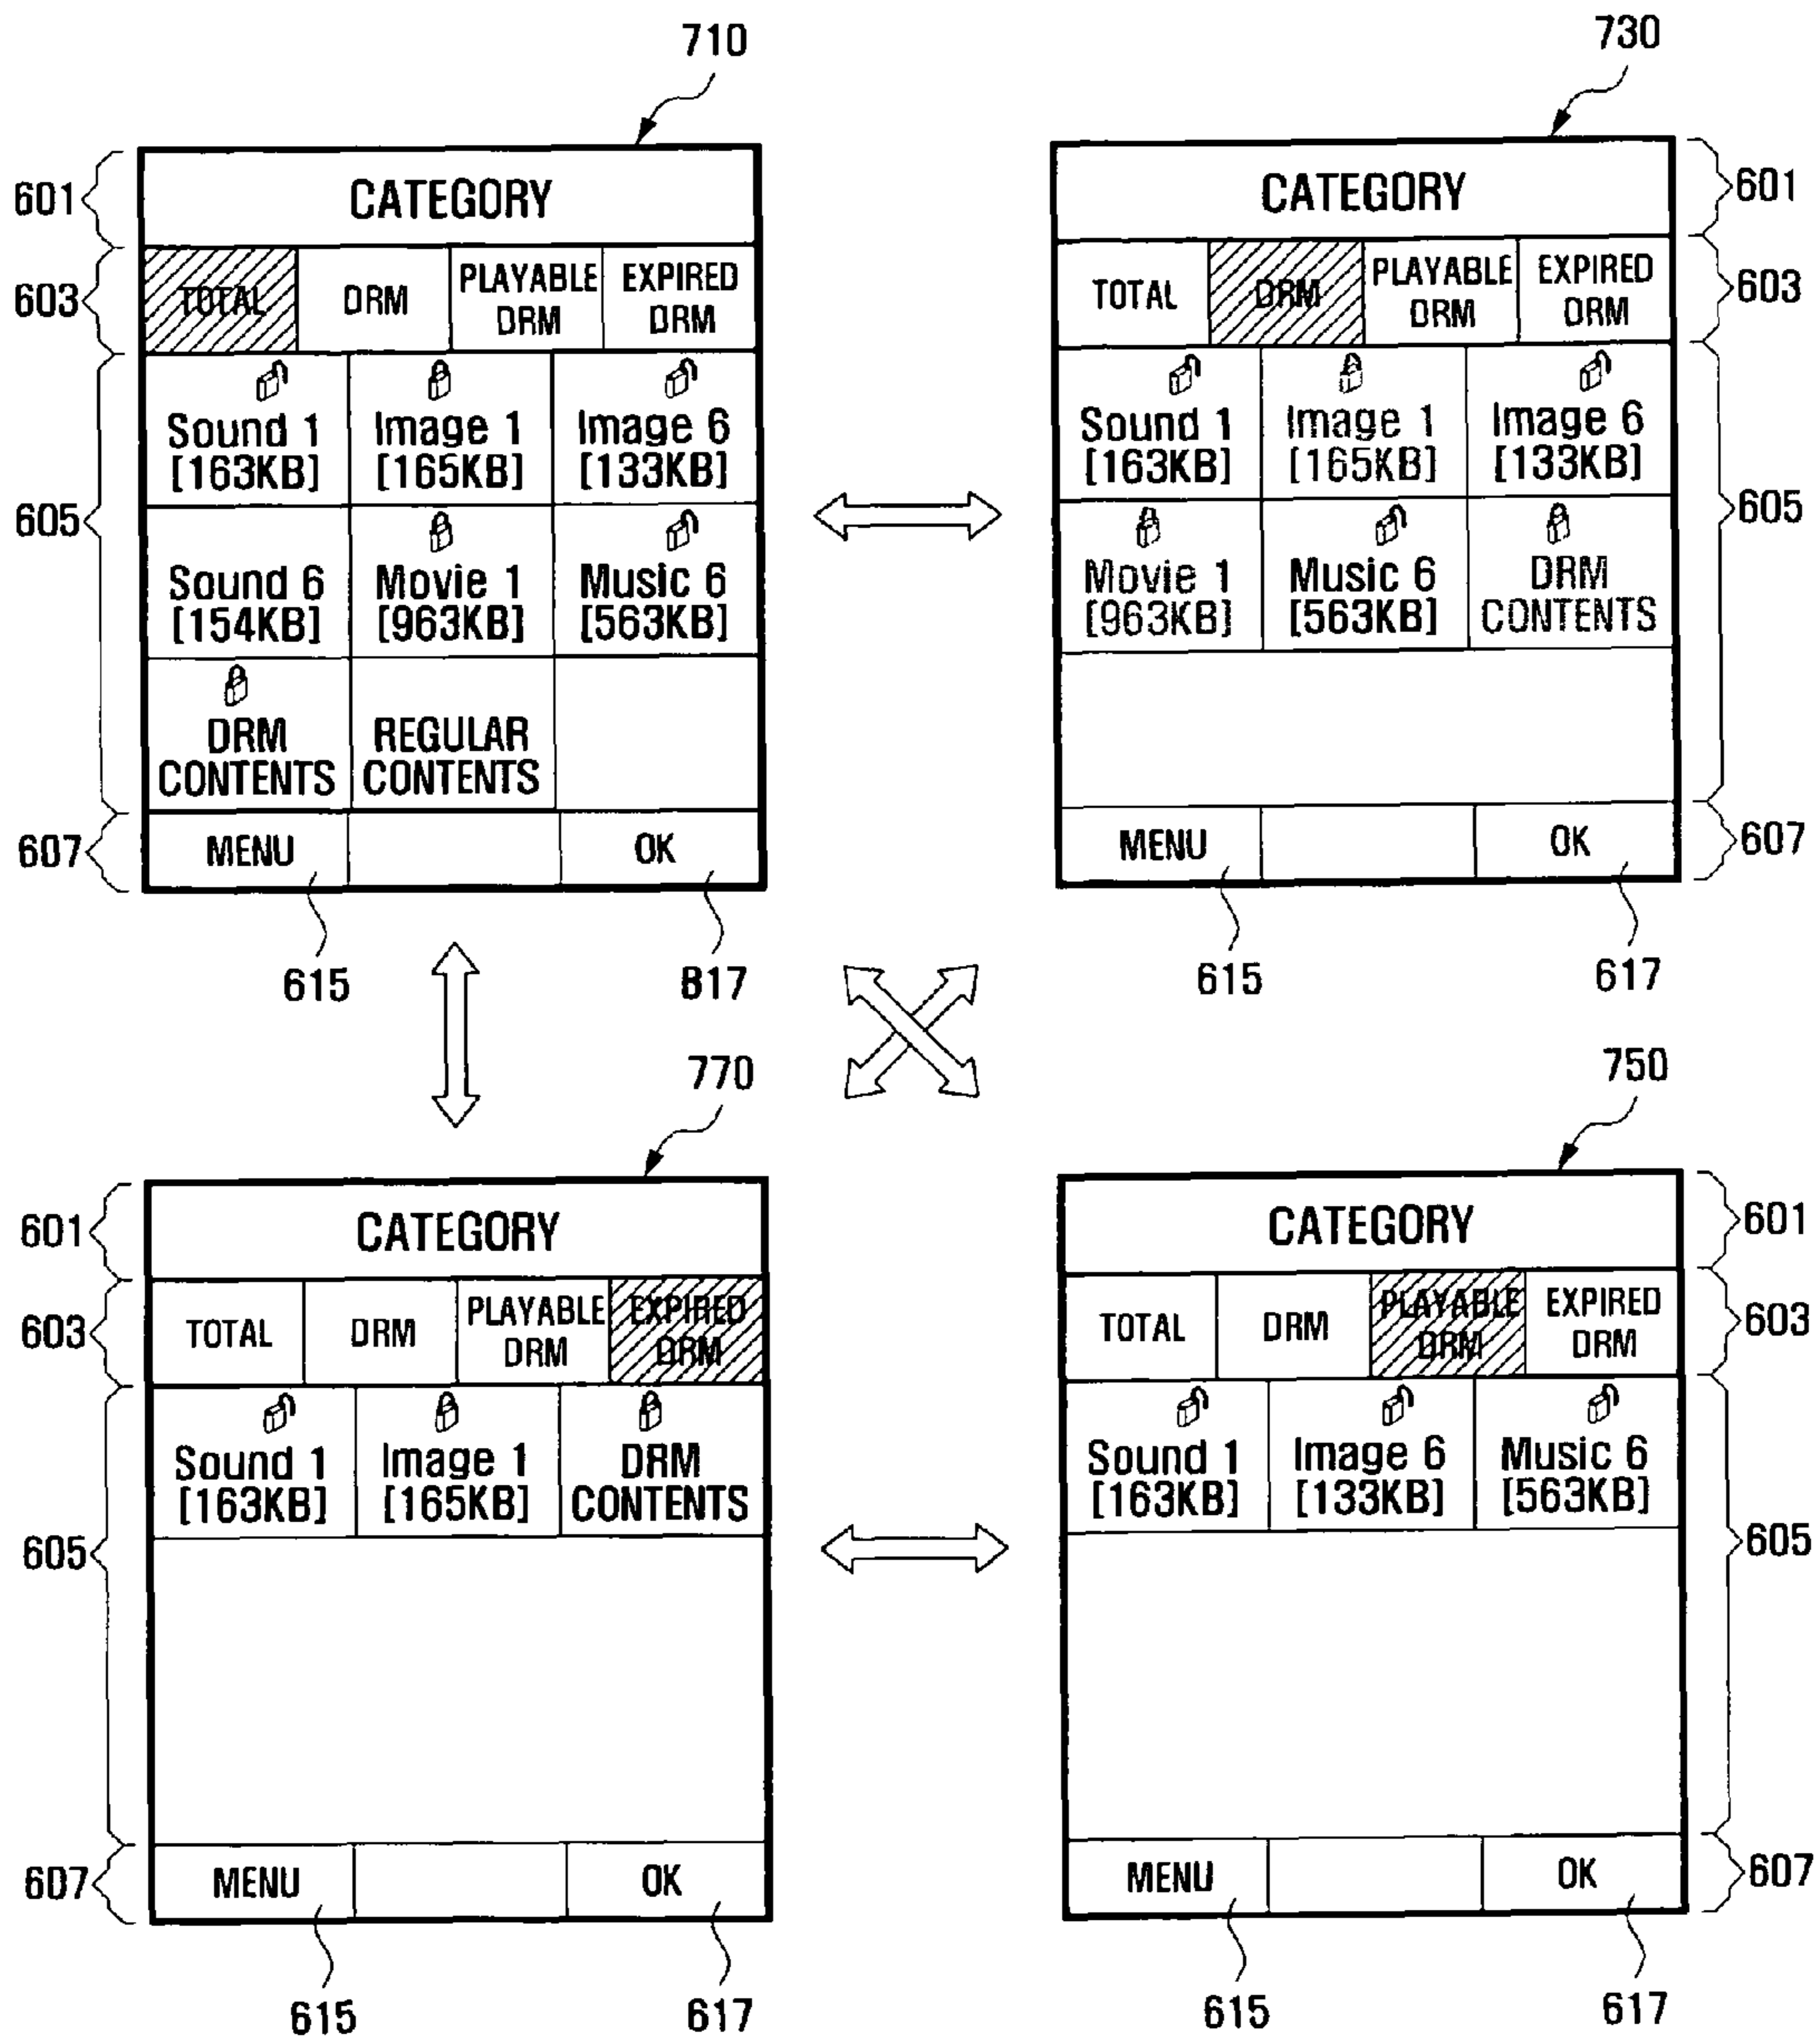 710
CATEGORY
601
TOTAL
DRM
PLAYABLE
DRM
EXPIRED
DRM
603
Sound 1
[163KB]
Image 1
[165KB]
Image 6
[133KB]
605
Sound 6
[154KB]
Movie 1
[963KB]
Music 6
[563KB]
DRM
CONTENTS
REGULAR
CONTENTS
607
MENU
OK
615
817
730
CATEGORY
601
TOTAL
DRM
PLAYABLE
DRM
EXPIRED
DRM
603
Sound 1
[163KB]
Image 1
[165KB]
Image 6
[133KB]
605
Movie 1
[963KB]
Music 6
[563KB]
DRM
CONTENTS
MENU
OK
607
615
617
770
601
CATEGORY
603
TOTAL
DRM
PLAYABLE
DRM
EXPIRED
DRM
Sound 1
[163KB]
Image 1
[165KB]
DRM
CONTENTS
605
607
MENU
OK
615
617
750
CATEGORY
601
TOTAL
DRM
PLAYABLE
DRM
EXPIRED
DRM
603
Sound 1
[163KB]
Image 6
[133KB]
Music 6
[563KB]
605
MENU
OK
607
615
617